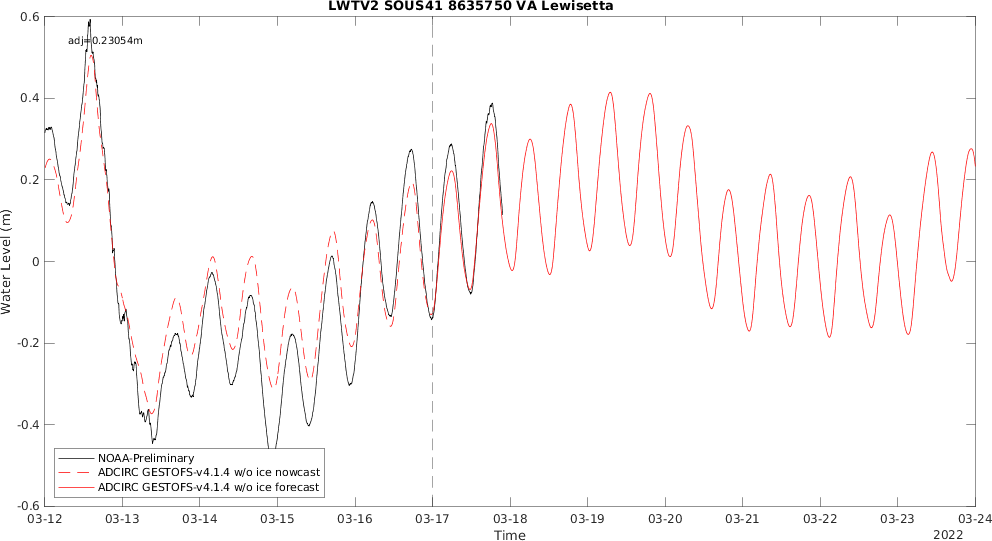 LWTV2 SOUS41 8635750 VA Lewisetta
adj=0.23054m
Water Level (m)
0.6
0.4
0.2
0
-0.2
-0.4
-0.6
NOAA-Preliminary
ADCIRC GESTOFS-v4.1.4 w/o ice nowcast
ADCIRC GESTOFS-v4.1.4 w/o ice forecast
03-12 03-13 03-14 03-15 03-16 03-17 03-18 03-19 03-20 03-21 03-22 03-23 03-24
Time
2022